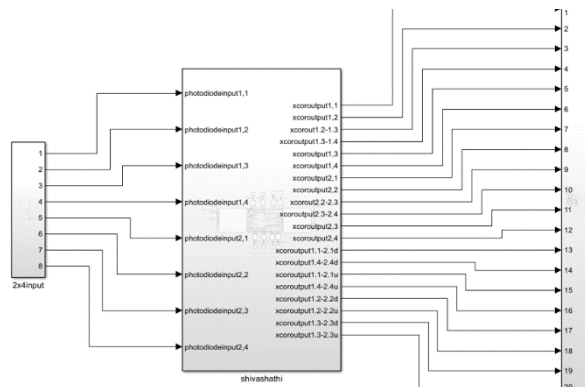 1
2
3
4
5
6
7
8
2x4input
photodiodeinput1,1
photodiodeinput1,2
photodiodeinput1,3
photodiodeinput1,4
photodiodeinput2,1
photodiodeinput2,2
photodiodeinput2,3
photodiodeinput2,4
xcoroutput1,1
xcoroutput1,2
xcorout1.2-1.3
xcoroutput1.3-1.4
xcoroutput1,3
xcoroutput1,4
xcoroutput2,1
xcoroutput2,2
xcorout2.2-2.3
xcoroutput2.3-2.4
xcoroutput2,3
xcoroutput2,4
xcoroutput1.1-2.1d
xcoroutput1.4-2.4d
xcoroutput1.1-2.1u
xcoroutput1.4-2.4u
xcoroutput1.2-2.2d
xcoroutput1.2-2.2u
xcoroutput1.3-2.3d
xcoroutput1.3-2.3u
shivashathi
1
2
3
4
5
6
7
8
9
10
11
12
13
14
15
16
17
18
19